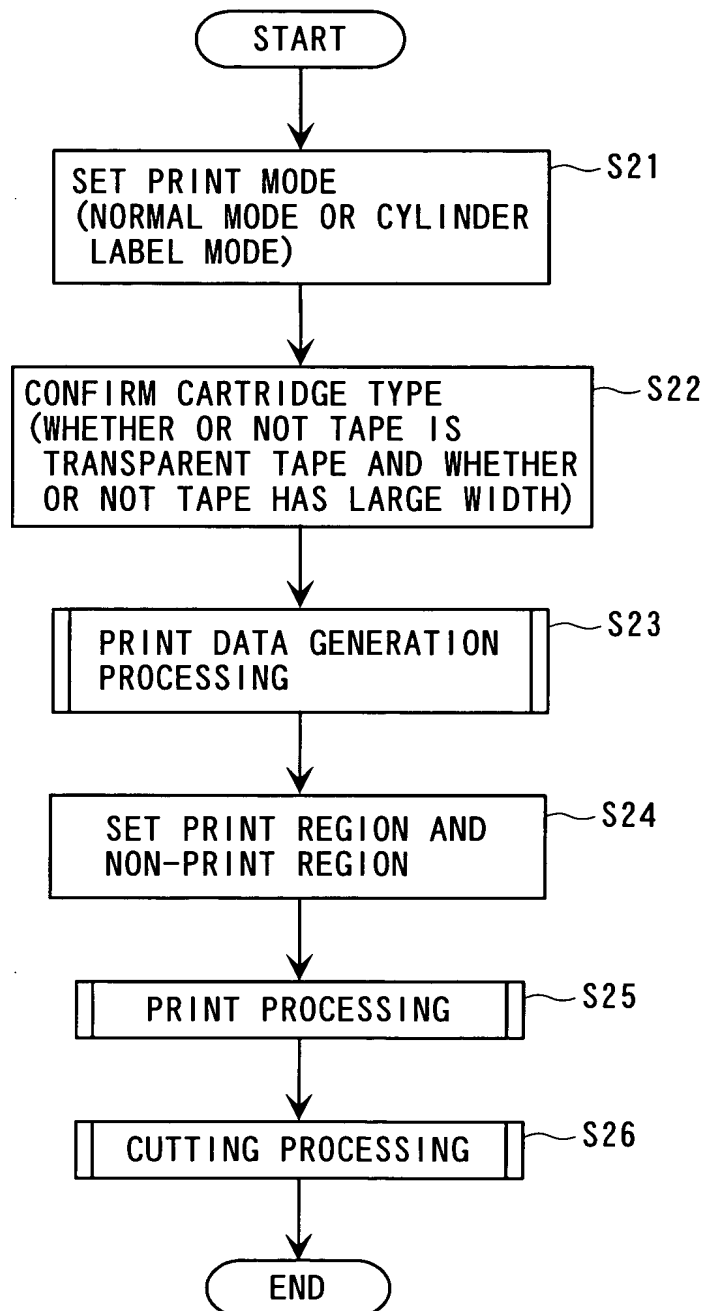 START
SET PRINT MODE
(NORMAL MODE OR CYLINDER
LABEL MODE)
S21
CONFIRM CARTRIDGE TYPE
(WHETHER OR NOT TAPE IS
TRANSPARENT TAPE AND WHETHER
OR NOT TAPE HAS LARGE WIDTH)
S22
PRINT DATA GENERATION
PROCESSING
S23
SET PRINT REGION AND
NON-PRINT REGION
S24
PRINT PROCESSING
S25
CUTTING PROCESSING
S26
END